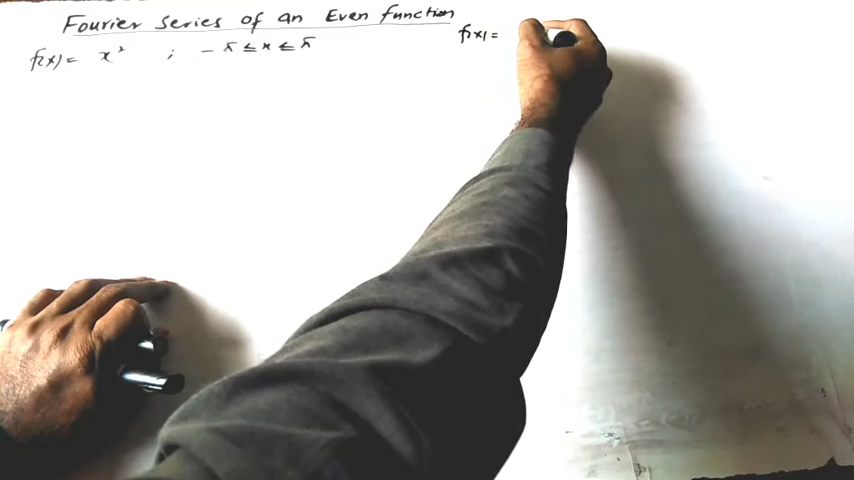 Fourier Series of an Even function
f(x) = x² ; - π ≤ x ≤ π
f(x) =